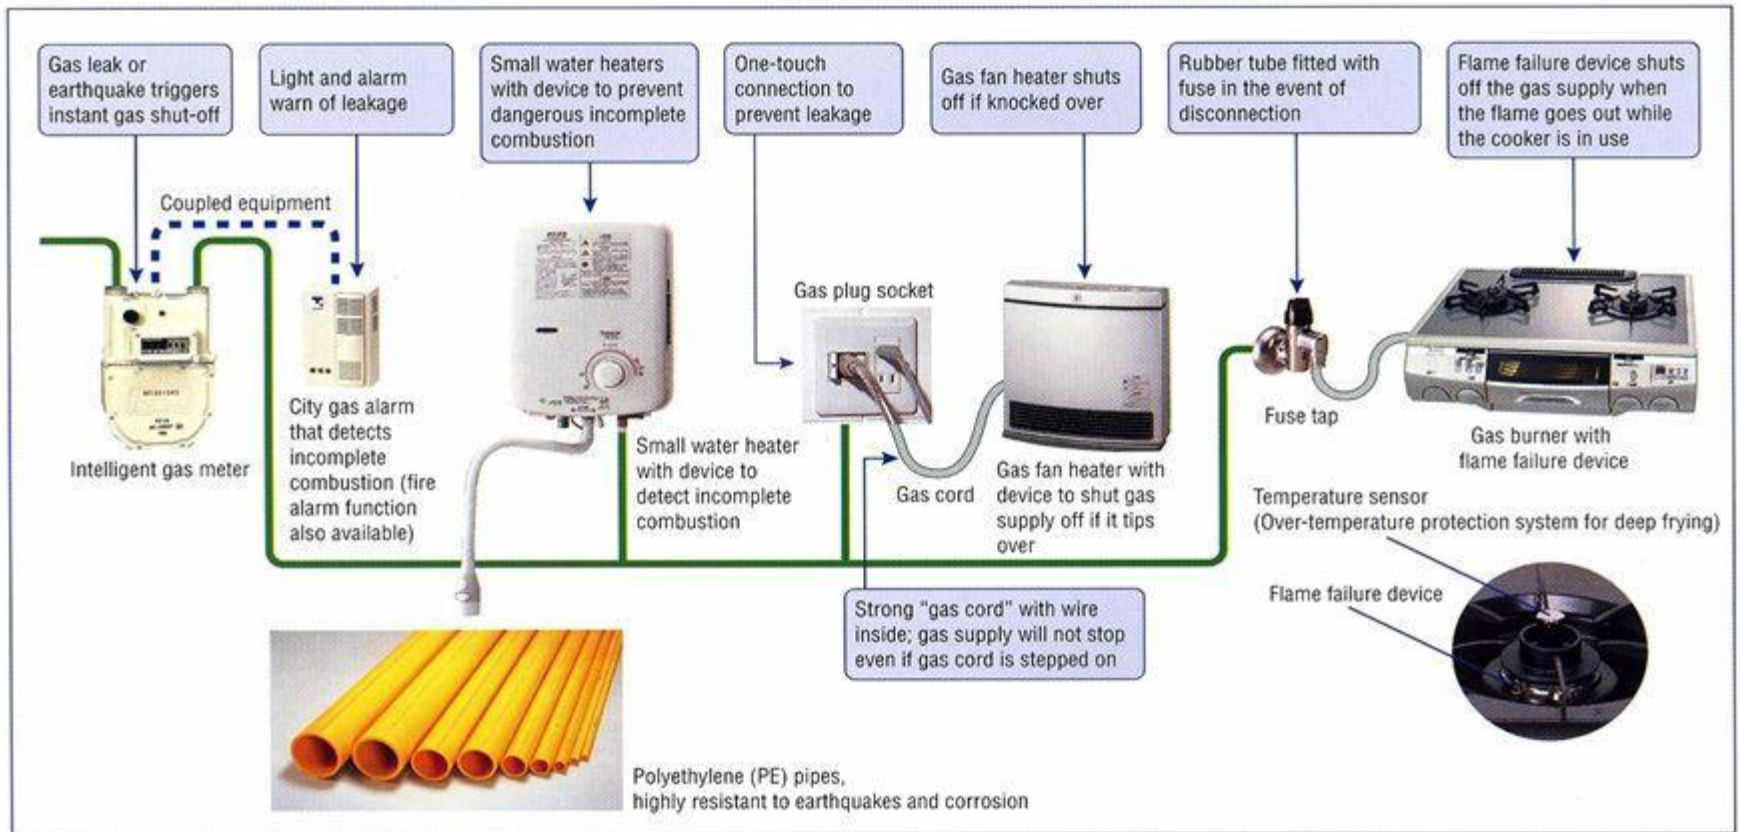 Gas leak or
earthquake triggers
instant gas shut-off
Light and alarm
warn of leakage
Small water heaters
with device to prevent
dangerous incomplete
combustion
One-touch
connection to
prevent leakage
Gas fan heater shuts
off if knocked over
Rubber tube fitted with
fuse in the event of
disconnection
Flame failure device shuts
off the gas supply when
the flame goes out while
the cooker is in use
Coupled equipment
Intelligent gas meter
City gas alarm
that detects
incomplete
combustion (fire
alarm function
also available)
Small water heater
with device to
detect incomplete
combustion
Gas plug socket
Gas cord
Gas fan heater with
device to shut gas
supply off if it tips
over
Fuse tap
Gas burner with
flame failure device
Temperature sensor
(Over-temperature protection system for deep frying)
Flame failure device
Strong "gas cord" with wire
inside; gas supply will not stop
even if gas cord is stepped on
Polyethylene (PE) pipes,
highly resistant to earthquakes and corrosion